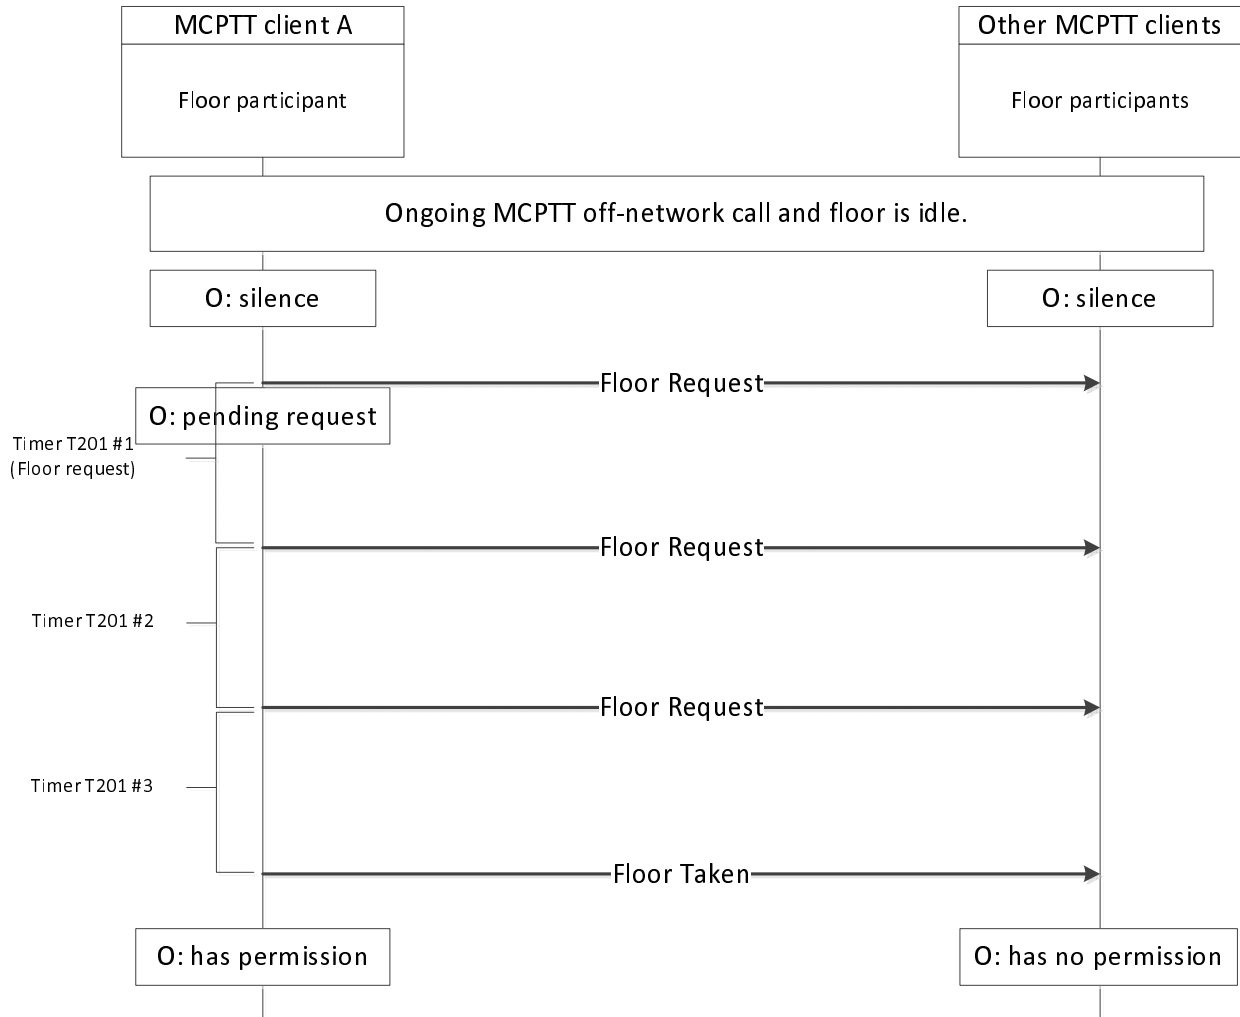 MCPTT client A
Other MCPTT clients
Floor participant
Floor participants
Ongoing MCPTT off-network call and floor is idle.
O: silence
O: silence
Floor Request
O: pending request
Timer T201 #1
(Floor request)
Floor Request
Timer T201 #2
Floor Request
Timer T201 #3
Floor Taken
O: has permission
O: has no permission